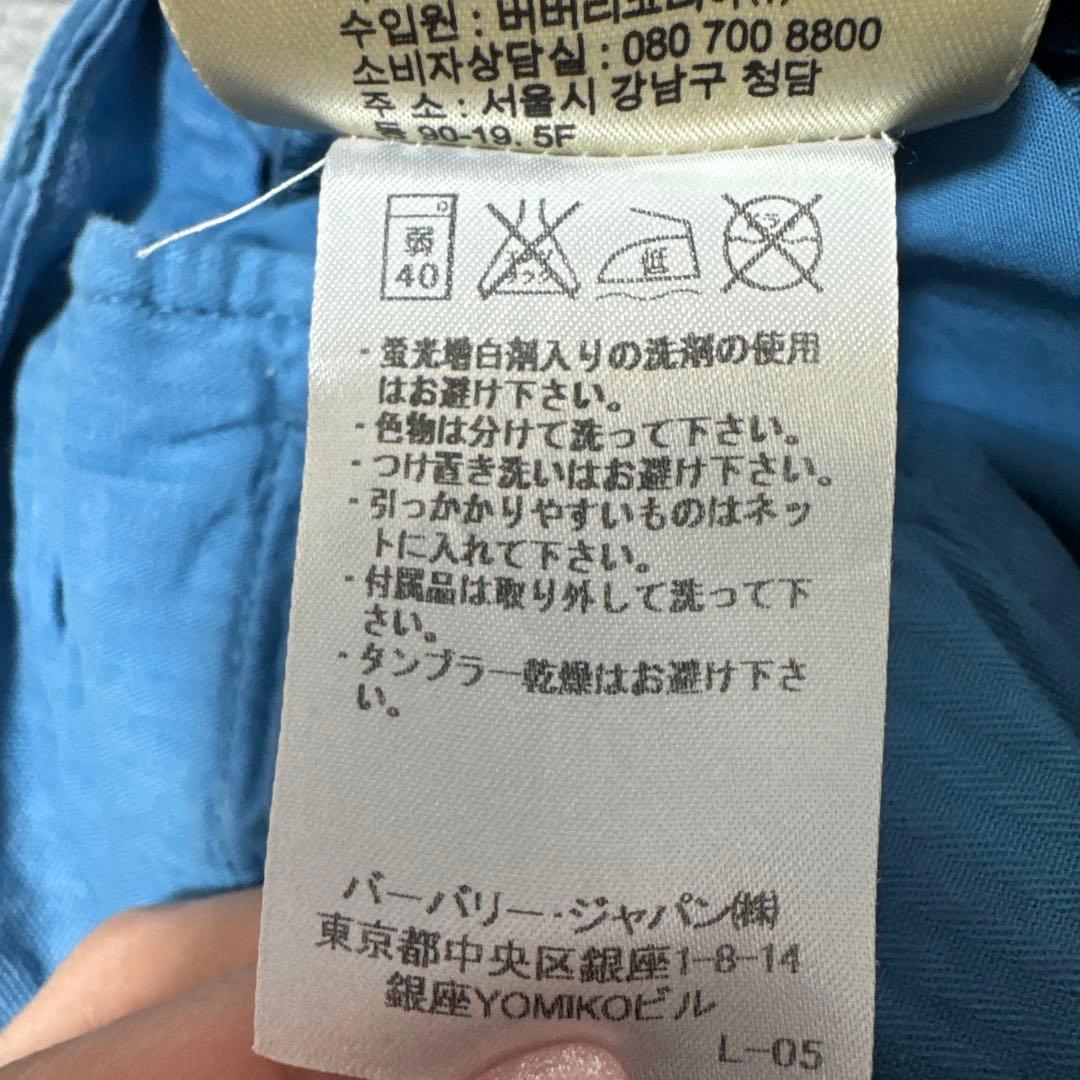 수입원 : 버버리코리아(주)
소비자상담실 : 080 700 8800
주 소 : 서울시 강남구 청담
동 90-19. 5F
弱
40
低
・蛍光増白剤入りの洗剤の使用
はお避け下さい。
・色物は分けて洗って下さい。
・つけ置き洗いはお避け下さい。
・引っかかりやすいものはネッ
トに入れて下さい。
・付属品は取り外して洗って下
さい。
・タンブラー乾燥はお避け下さ
い。
バーバリー・ジャパン㈱
東京都中央区銀座1-8-14
銀座YOMIKOビル
L-05